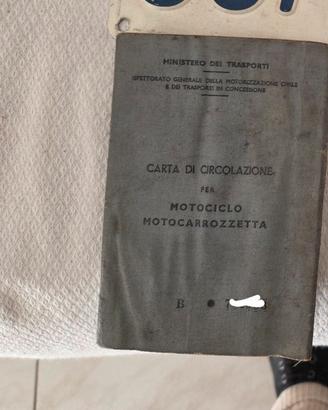 MINISTERO DEI TRASPORTI
ISPETTORATO GENERALE DELLA MOTORIZZAZIONE CIVILE
E DEI TRASPORTI IN CONCESSIONE
CARTA DI CIRCOLAZIONE
PER
MOTOCICLO
MOTOCARROZZETTA
B